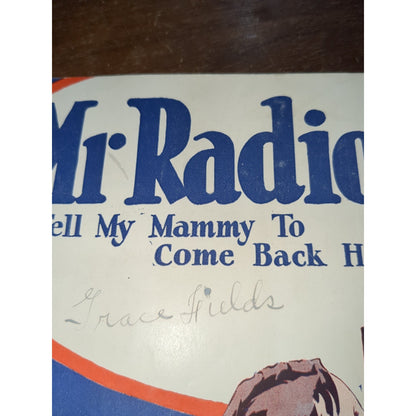 Mr Radio
Tell My Mammy To
Come Back H
Grace Fields